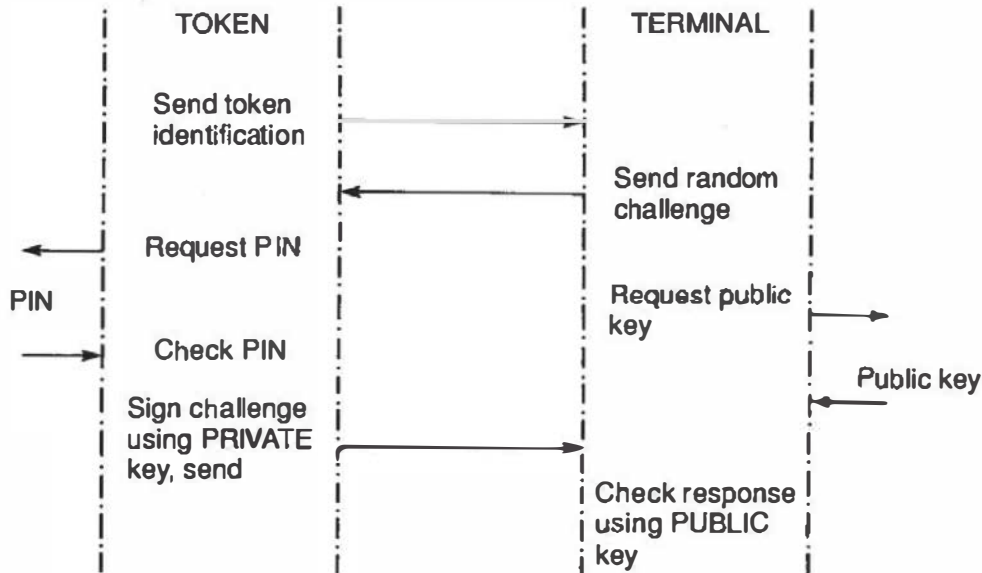 TOKEN
TERMINAL
Send token
identification
Send random
challenge
Request PIN
PIN
Request public
key
Check PIN
Public key
Sign challenge
using PRIVATE
key, send
Check response
using PUBLIC
key